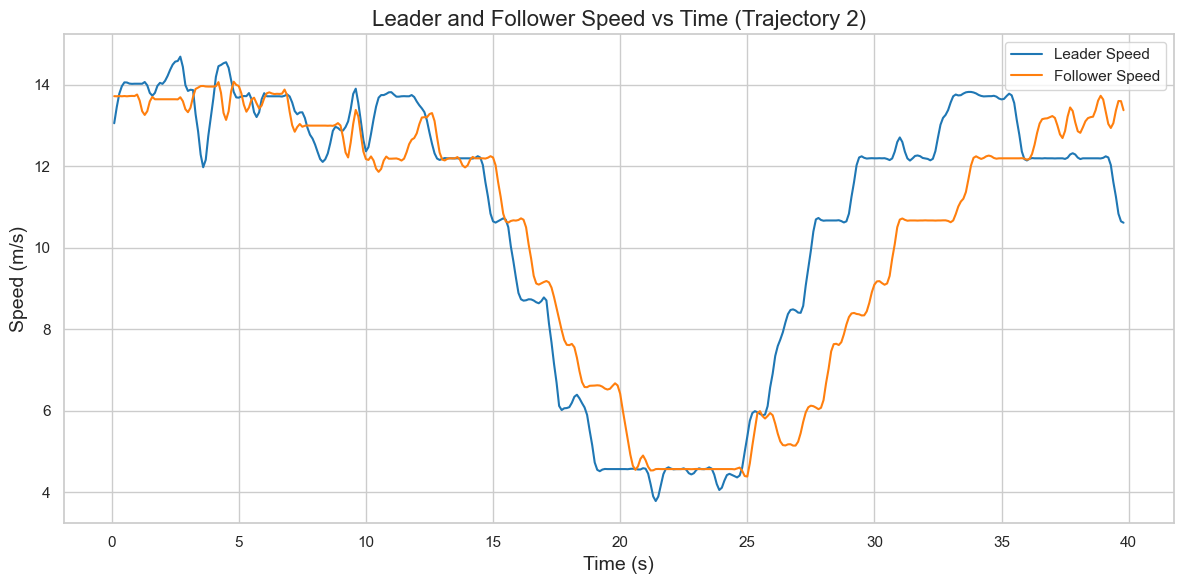 Leader and Follower Speed vs Time (Trajectory 2)
Leader Speed
Follower Speed
Speed (m/s)
14
12
10
8
6
4
0 5 10 15 20 25 30 35 40
Time (s)